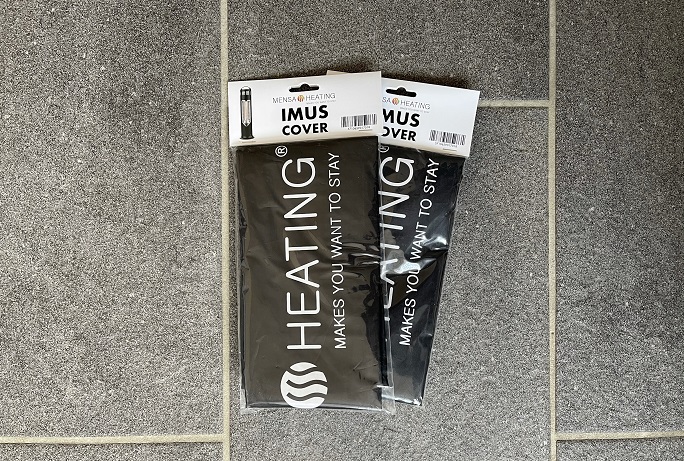 MENSA HEATING
IMUS
COVER
HEATING®
MAKES YOU WANT TO STAY
MENSA HEATING
IMUS
OVER
HEATING
MAKES YOU WANT TO STAY